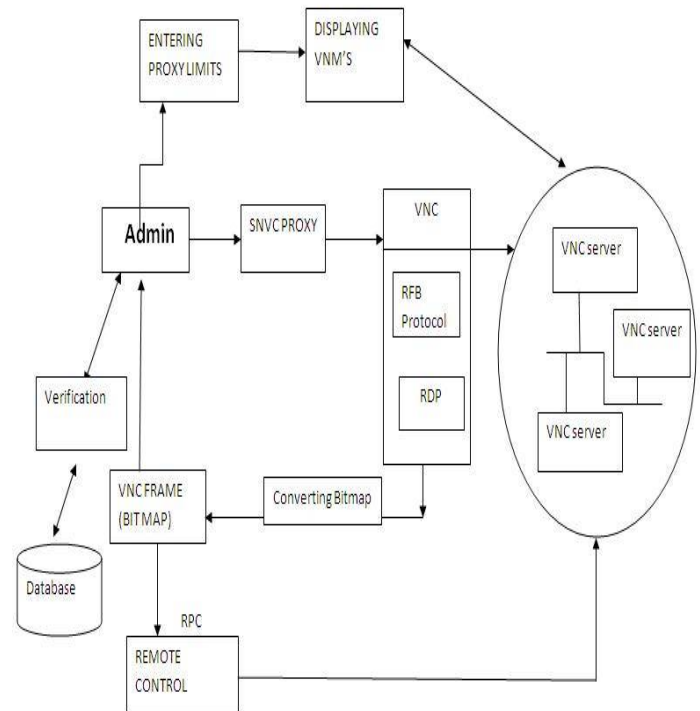 ENTERING
PROXY LIMITS
DISPLAYING
VNM'S
Admin
SNVC PROXY
VNC
VNC server
RFB
Protocol
VNC server
RDP
Verification
VNC server
VNC FRAME
(BIT MAP)
Converting Bitmap
Database
RPC
REMOTE
CONTROL